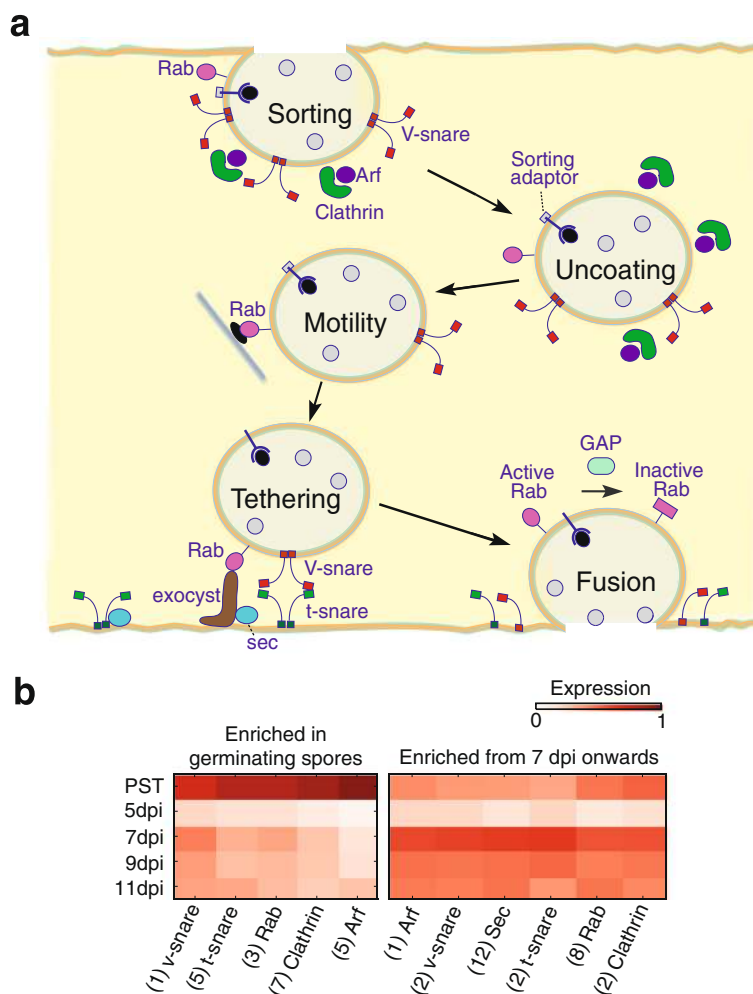 a
Rab
Sorting
V-snare
Arf
Clathrin
Sorting
adaptor
Uncoating
Rab
Motility
Tethering
Rab
V-snare
exocyst
t-snare
sec
GAP
Active
Rab
Inactive
Rab
Fusion
b
Expression
0 1
Enriched in
germinating spores
Enriched from 7 dpi onwards
PST
5dpi
7dpi
9dpi
11dpi
(1) v-snare
(5) t-snare
(3) Rab
(7) Clathrin
(5) Arf
(1) Arf
(2) v-snare
(12) Sec
(2) t-snare
(8) Rab
(2) Clathrin